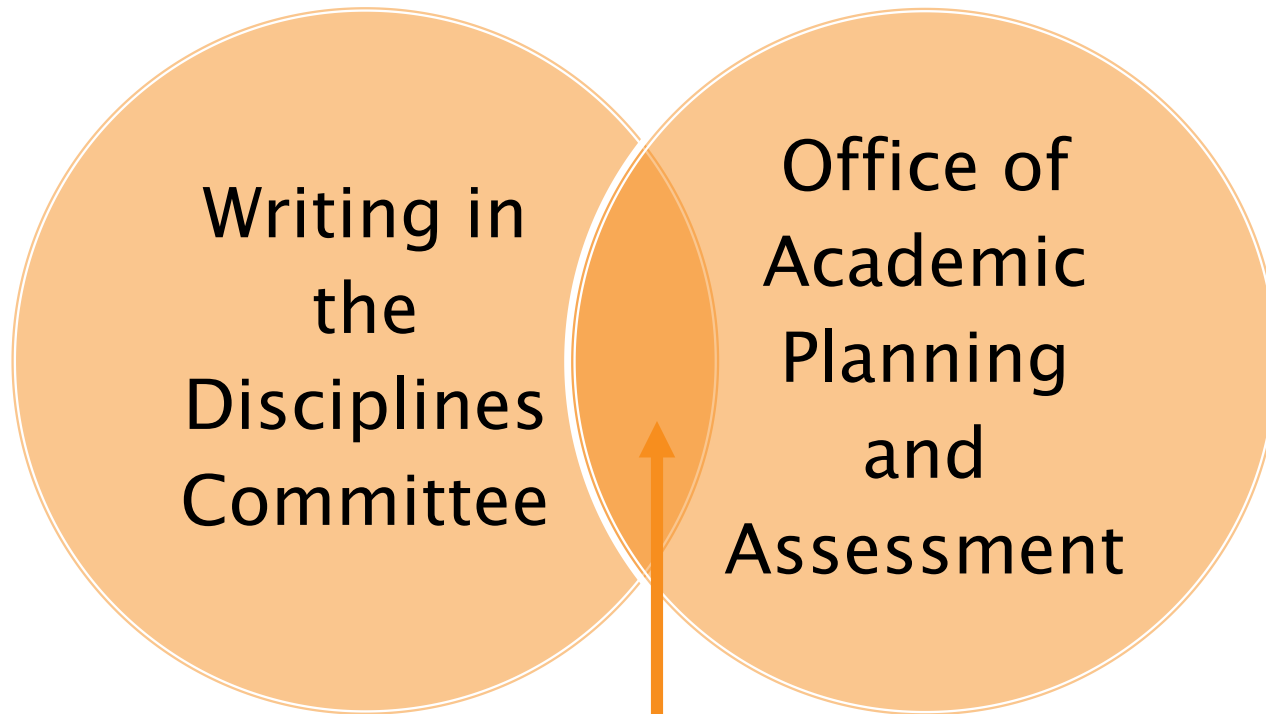 Writing in
the
Disciplines
Committee
Office of
Academic
Planning
and
Assessment